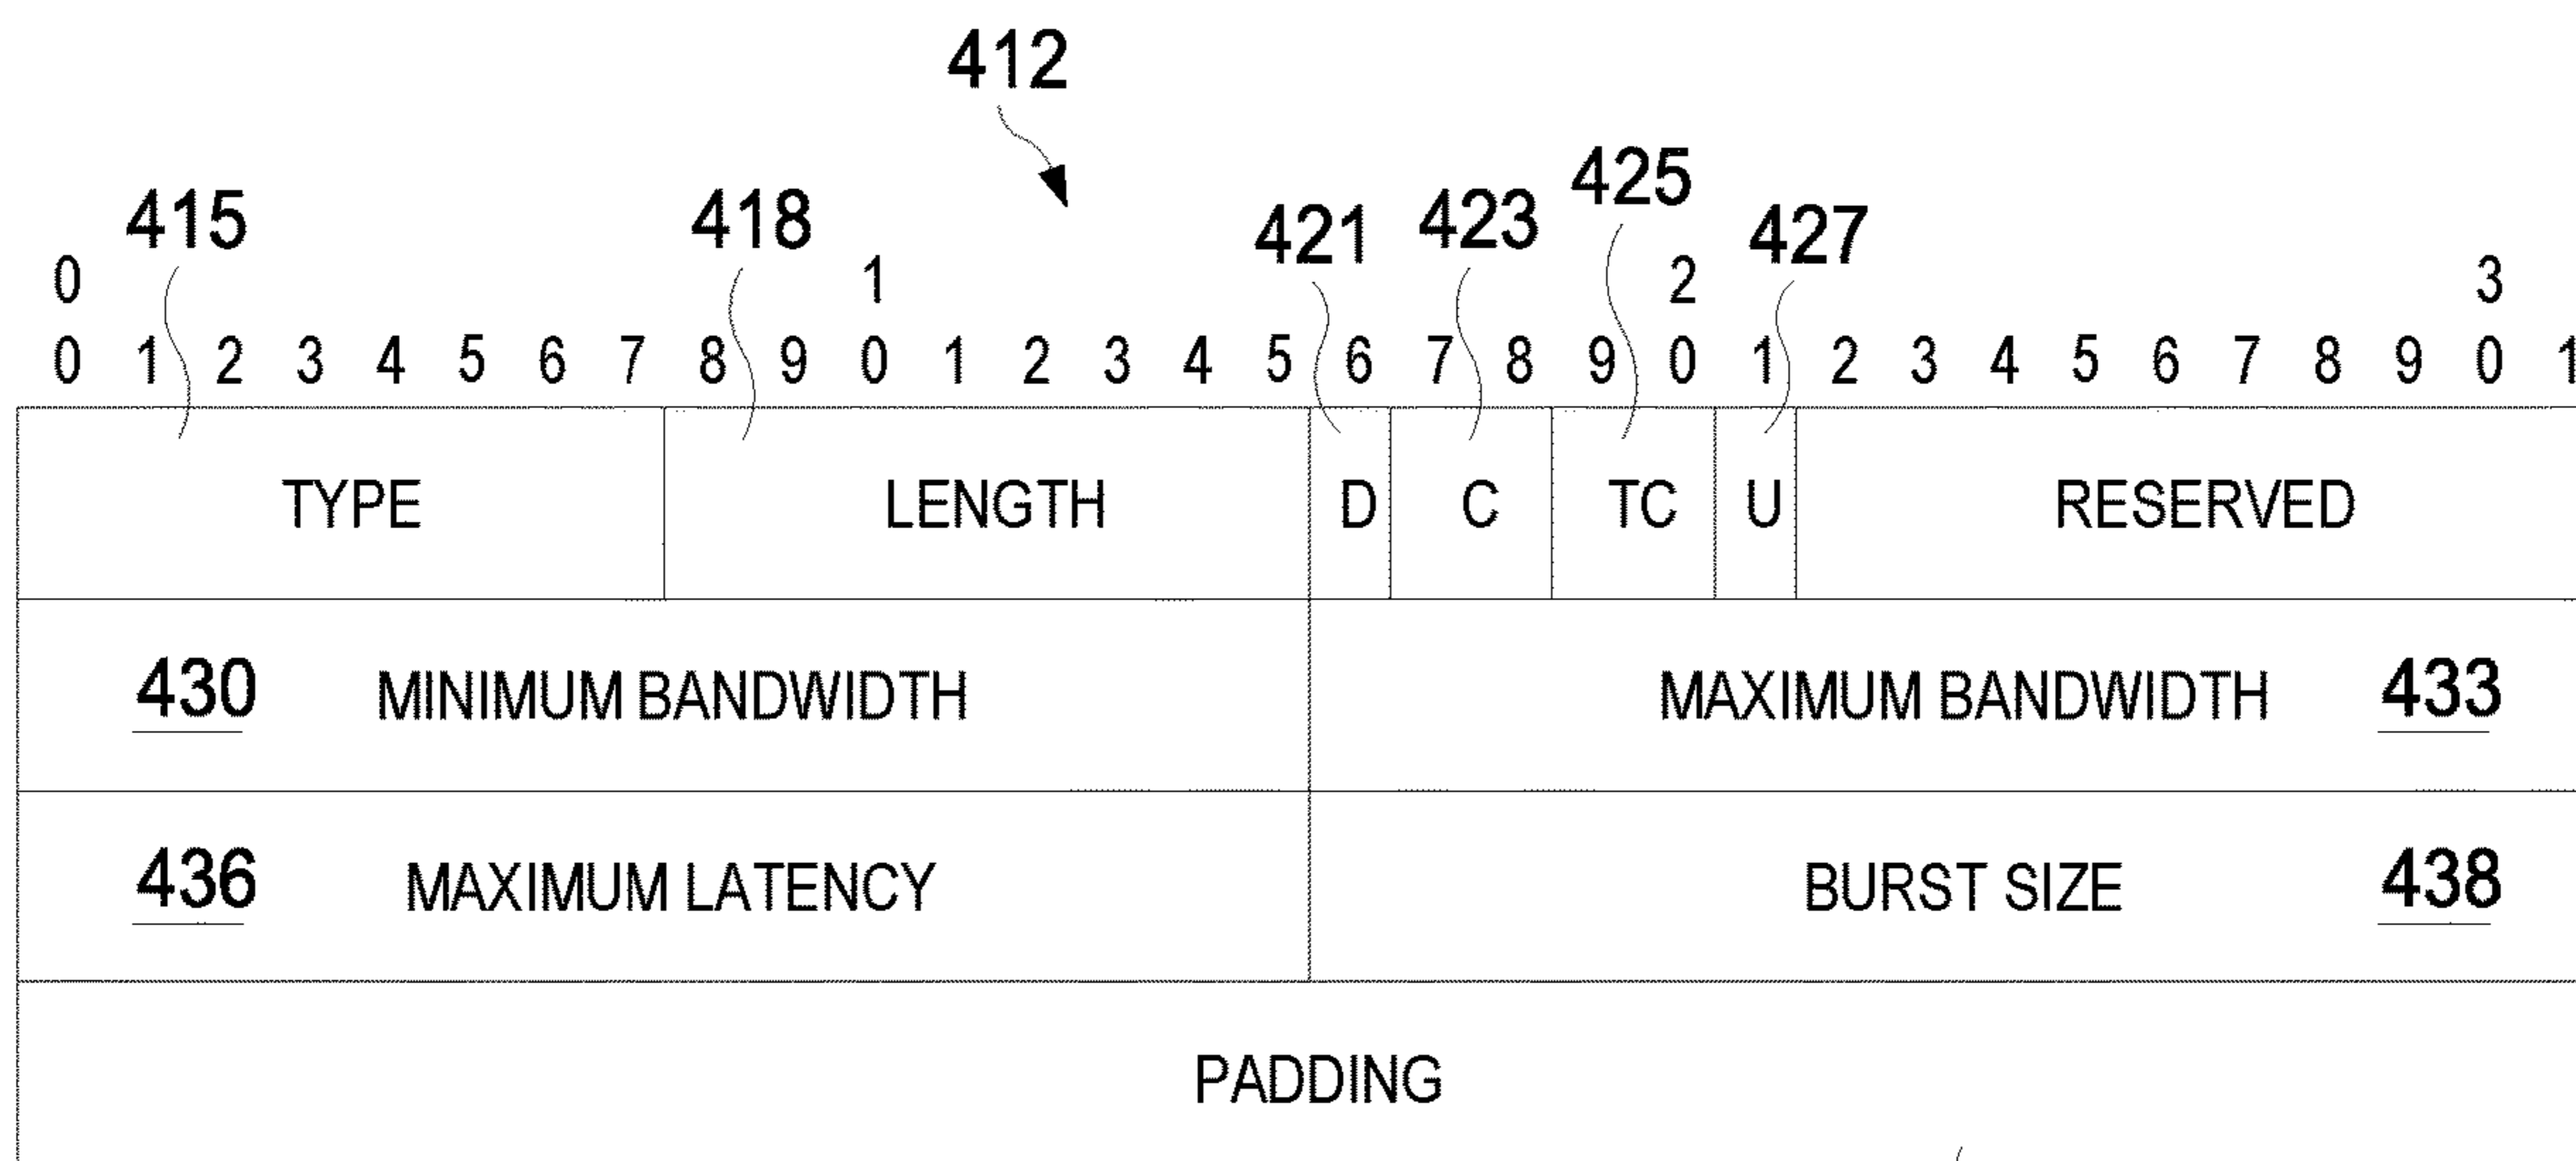 412
415 418 421 423 425 427
0 1 2 3
0 1 2 3 4 5 6 7 8 9 0 1 2 3 4 5 6 7 8 9 0 1 2 3 4 5 6 7 8 9 0 1
TYPE LENGTH D C TC U RESERVED
430 MINIMUM BANDWIDTH MAXIMUM BANDWIDTH 433
436 MAXIMUM LATENCY BURST SIZE 438
PADDING